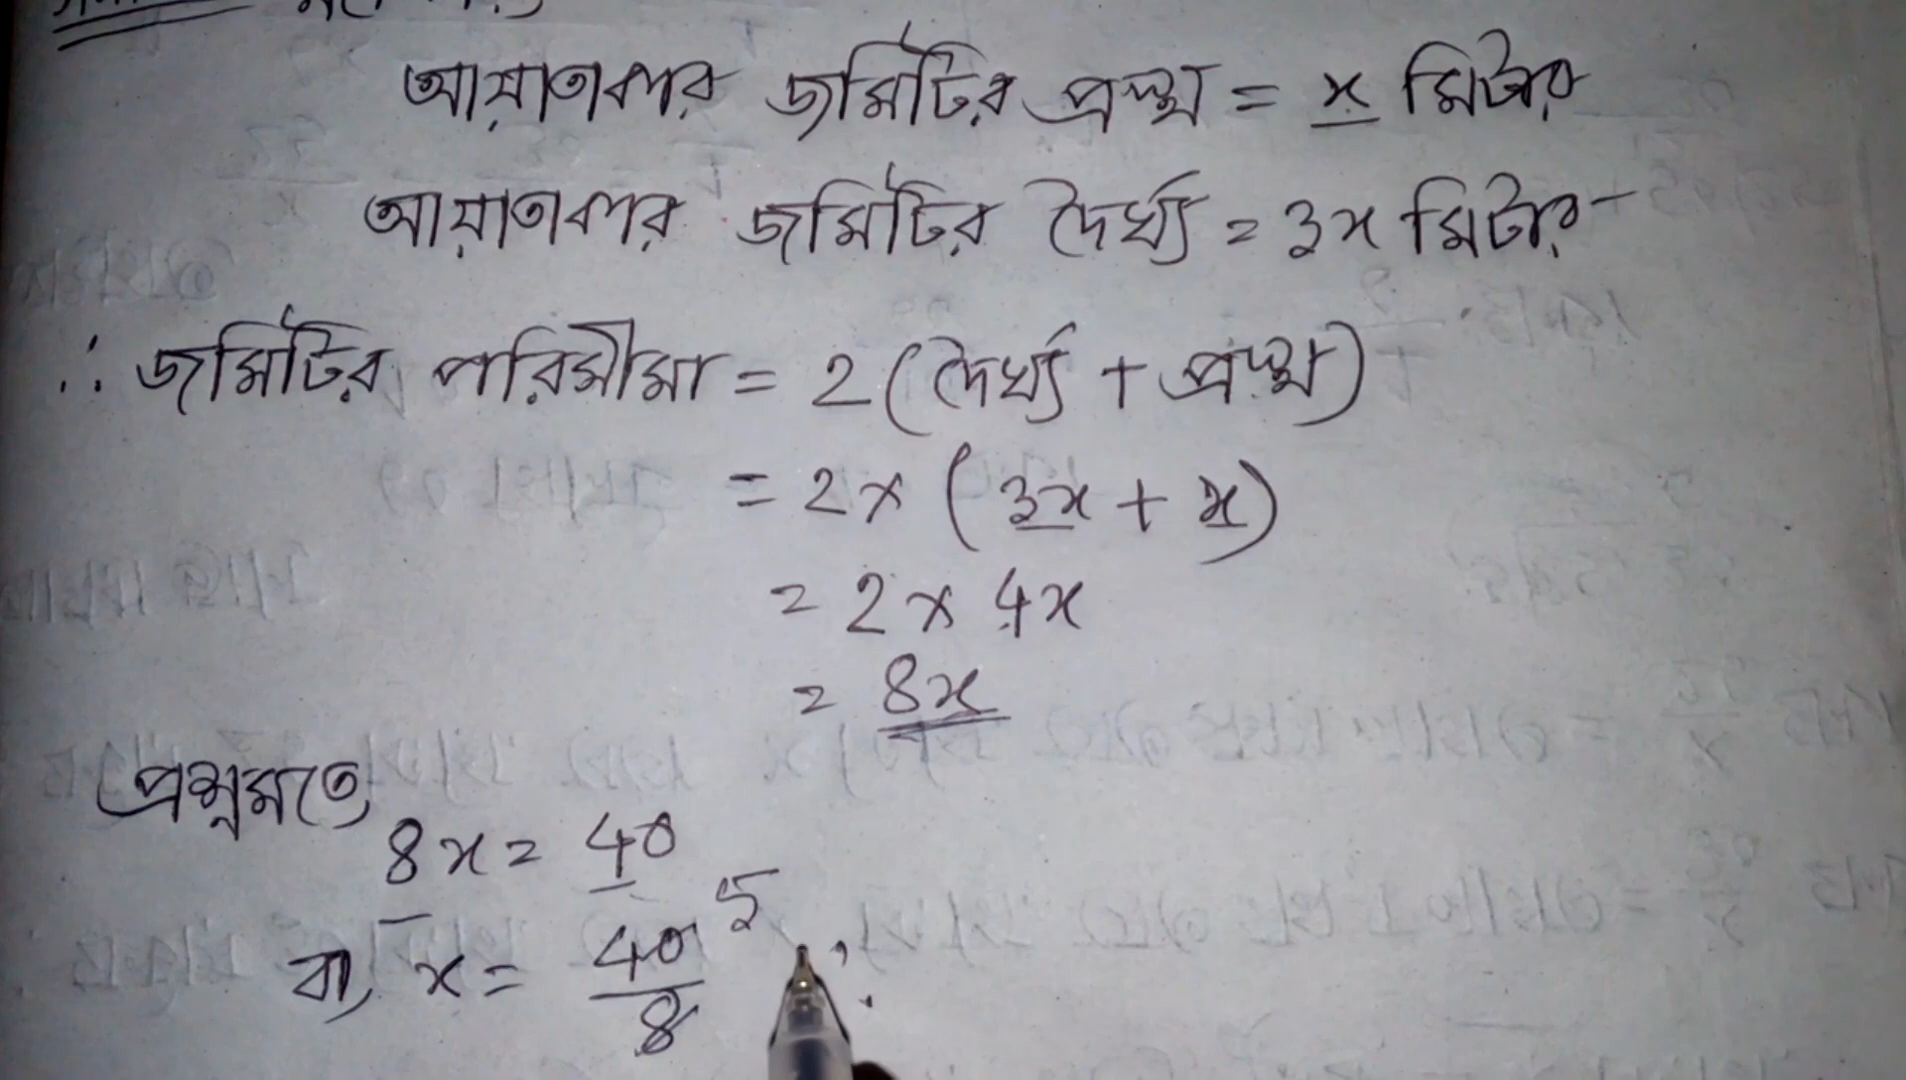 আয়তাকার জমিটির প্রস্থ = x মিটার
আয়তাকার জমিটির দৈর্ঘ্য = 3x মিটার
∴ জমিটির পরিসীমা = 2 (দৈর্ঘ্য + প্রস্থ)
= 2 × (3x + x)
= 2 × 4x
= 8x
প্রশ্নমতে,
8x = 40
বা, x = 40/8 5